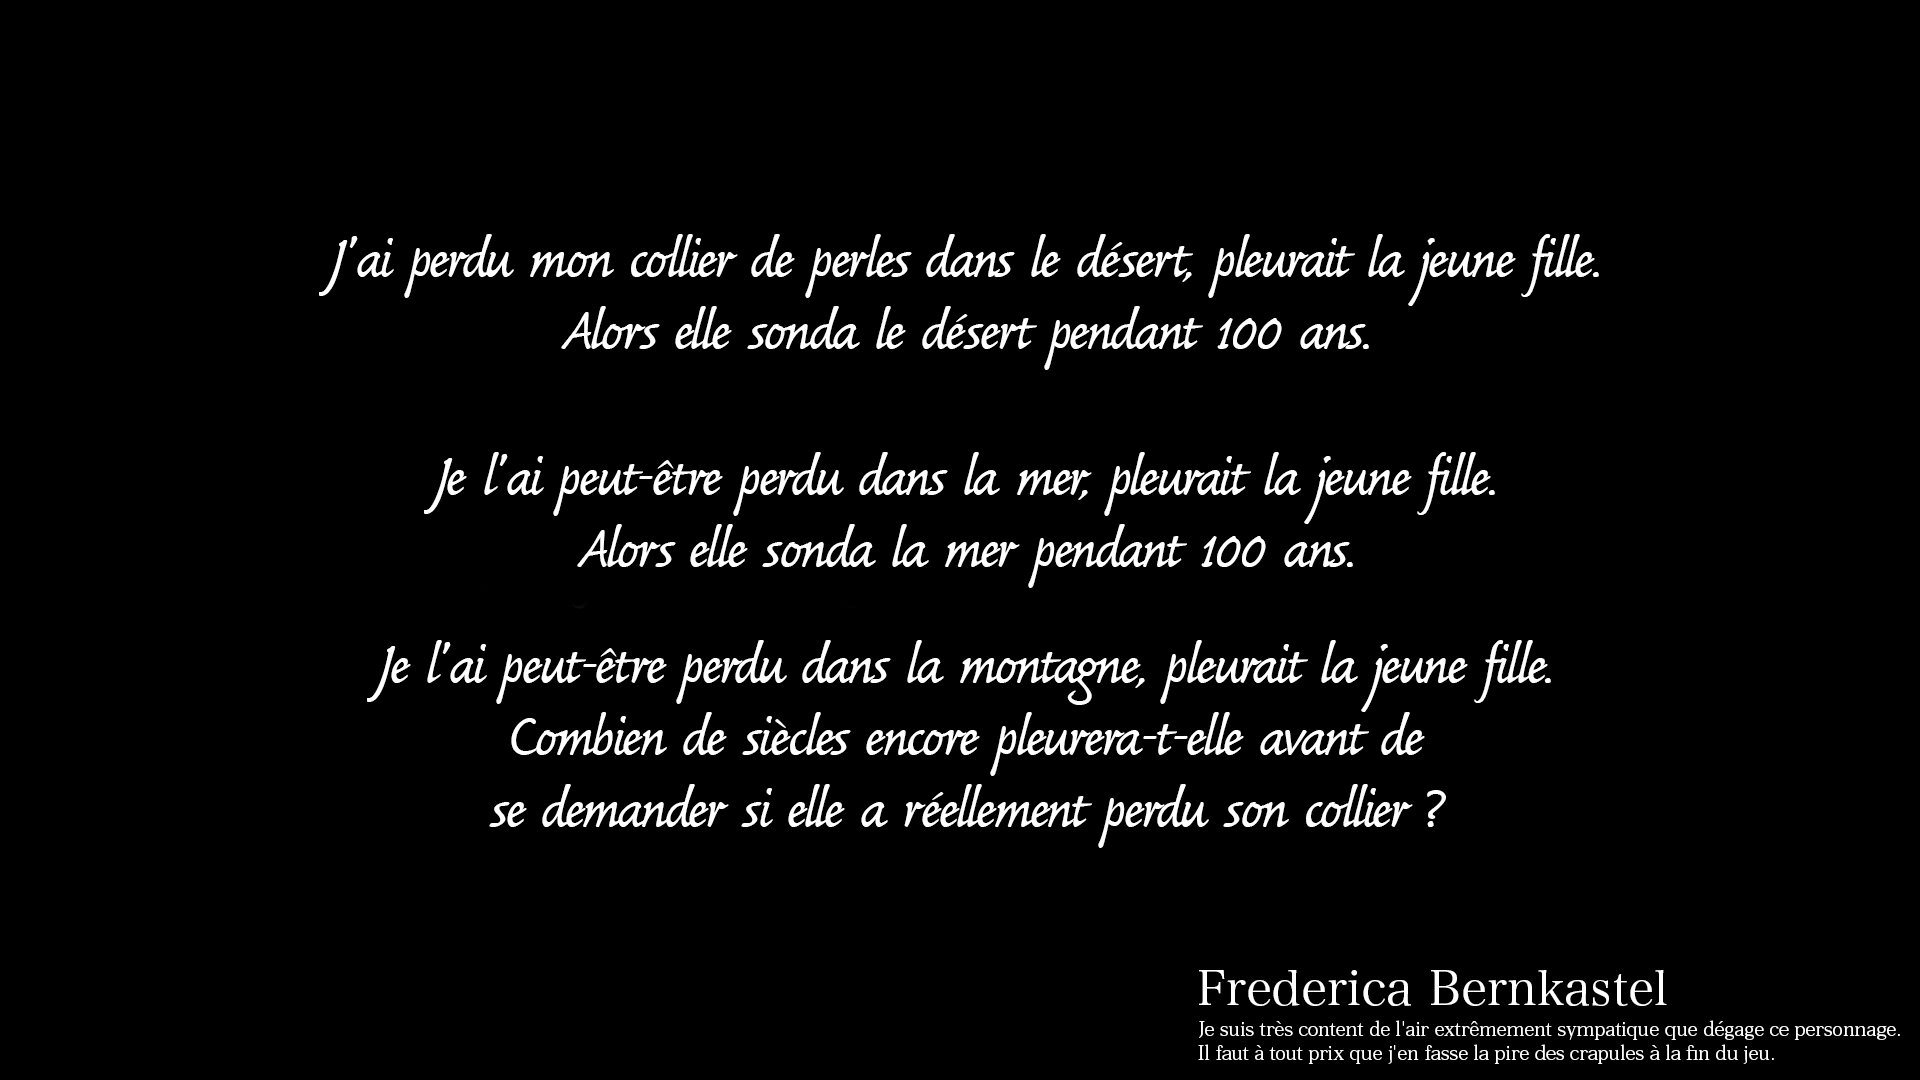 J'ai perdu mon collier de perles dans le désert, pleurait la jeune fille.
Alors elle sonda le désert pendant 100 ans.
Je l'ai peut-être perdu dans la mer, pleurait la jeune fille.
Alors elle sonda la mer pendant 100 ans.
Je l'ai peut-être perdu dans la montagne, pleurait la jeune fille.
Combien de siècles encore pleurera-t-elle avant de
se demander si elle a réellement perdu son collier ?
Frederica Bernkastel
Je suis très content de l'air extrêmement sympatique que dégage ce personnage.
Il faut à tout prix que j'en fasse la pire des crapules à la fin du jeu.